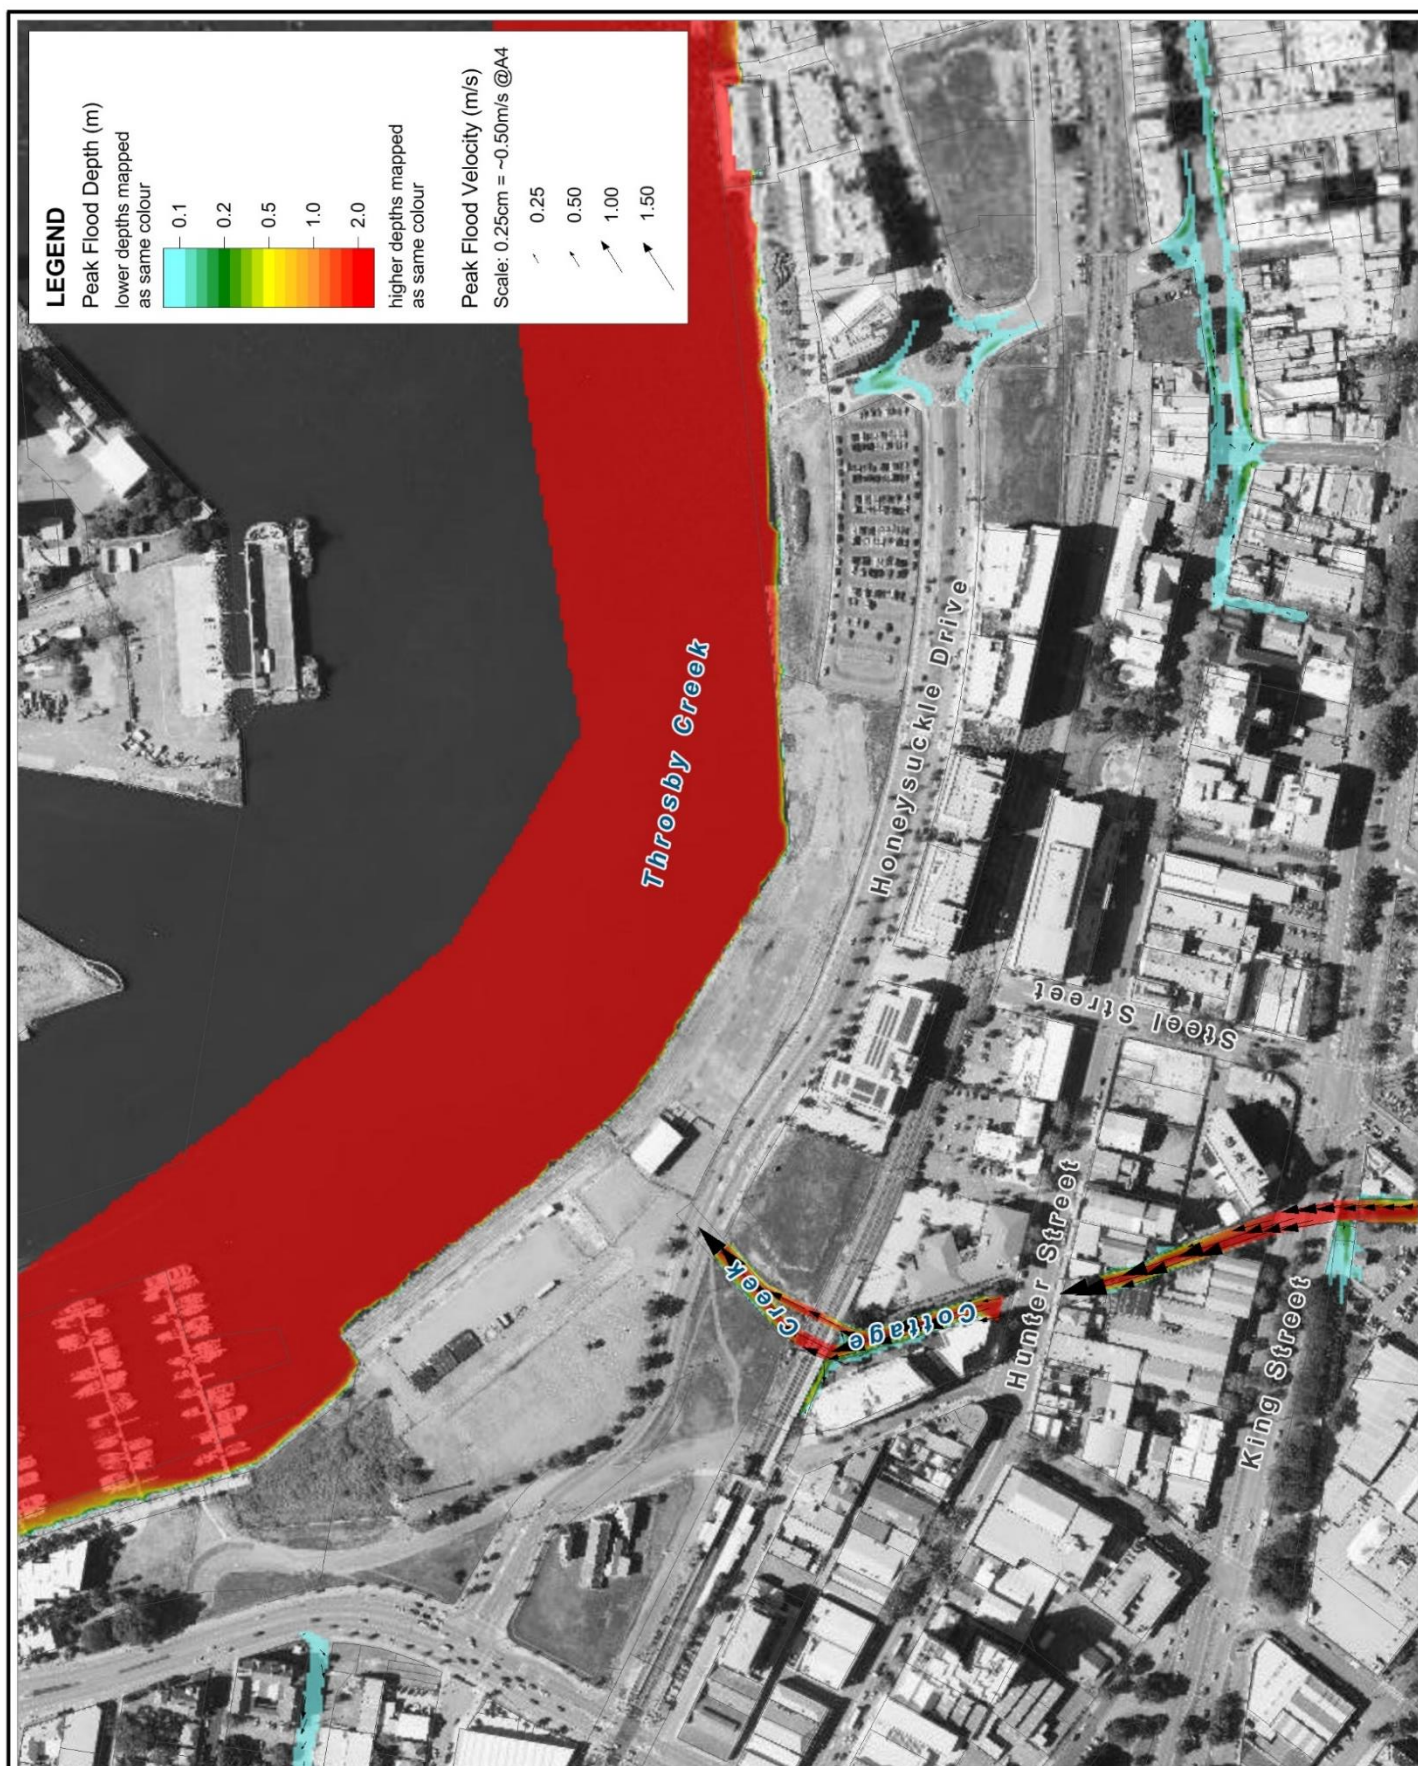 LEGEND
Peak Flood Depth (m)
lower depths mapped
as same colour
0.1
0.2
0.5
1.0
2.0
higher depths mapped
as same colour
Peak Flood Velocity (m/s)
Scale: 0.25cm = ~0.50m/s @A4
0.25
0.50
1.00
1.50
Throsby Creek
Honeysuckle Drive
Steel Street
Cottage Creek
Hunter Street
King Street